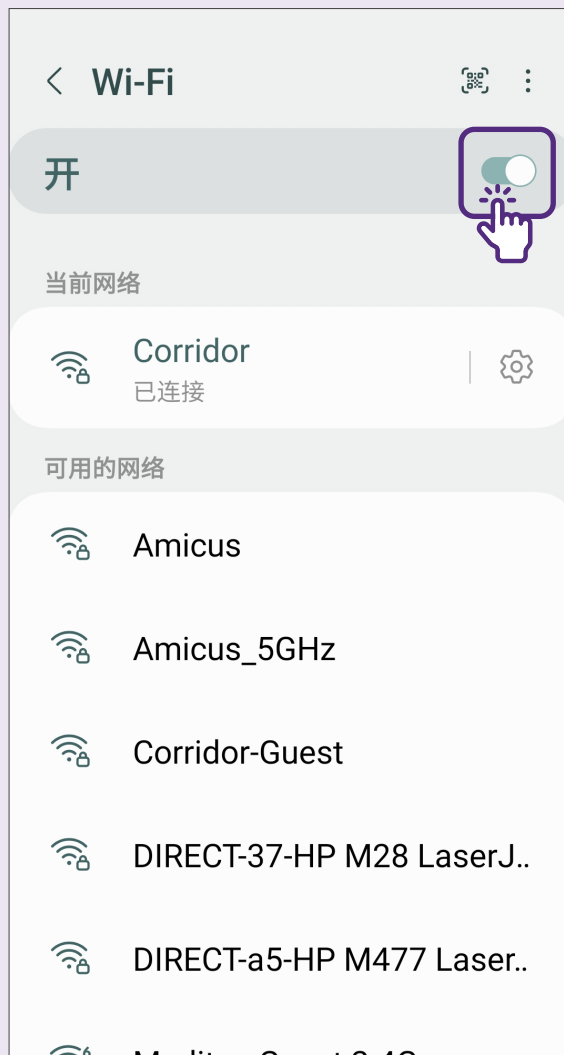 Wi-Fi
开
当前网络
Corridor
已连接
可用的网络
Amicus
Amicus_5GHz
Corridor-Guest
DIRECT-37-HP M28 LaserJ..
DIRECT-a5-HP M477 Laser..